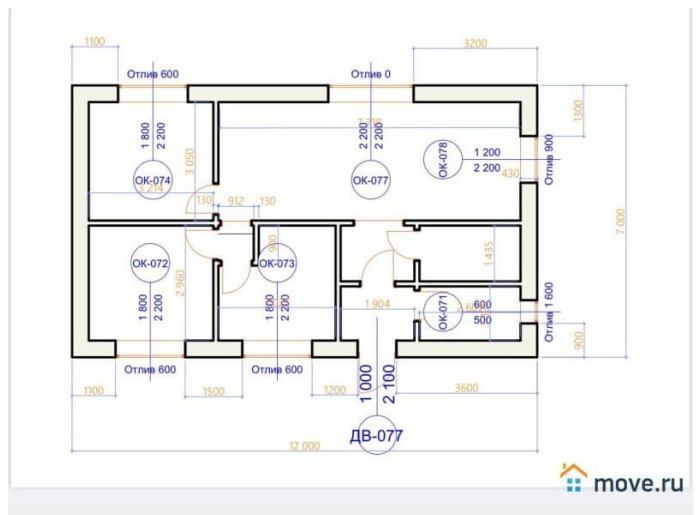 1100
3200
Отлив 600
Отлив 0
1300
1 800
2 200
2 200
2 200
ОК-078
1 200
2 200
Отлив 900
3 050
ОК-074
3 214
ОК-077
430
130
912
130
7 000
ОК-072
ОК-073
2 960
1 435
1 800
2 200
1 800
2 200
1 904
ОК-071
600
500
Отлив 1 600
900
Отлив 600
Отлив 600
1100
1500
1200
1 000
2 100
3600
ДВ-077
12 000
move.ru